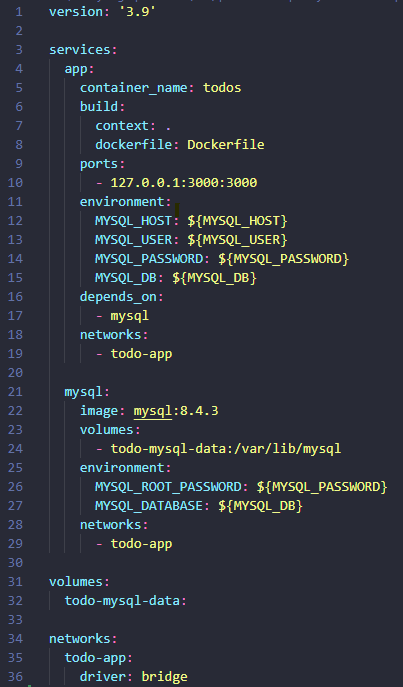 1 version: '3.9'
2
3 services:
4   app:
5     container_name: todos
6     build:
7       context: .
8       dockerfile: Dockerfile
9     ports:
10       - 127.0.0.1:3000:3000
11     environment:
12       MYSQL_HOST: ${MYSQL_HOST}
13       MYSQL_USER: ${MYSQL_USER}
14       MYSQL_PASSWORD: ${MYSQL_PASSWORD}
15       MYSQL_DB: ${MYSQL_DB}
16     depends_on:
17       - mysql
18     networks:
19       - todo-app
20
21   mysql:
22     image: mysql:8.4.3
23     volumes:
24       - todo-mysql-data:/var/lib/mysql
25     environment:
26       MYSQL_ROOT_PASSWORD: ${MYSQL_PASSWORD}
27       MYSQL_DATABASE: ${MYSQL_DB}
28     networks:
29       - todo-app
30
31 volumes:
32   todo-mysql-data:
33
34 networks:
35   todo-app:
36     driver: bridge